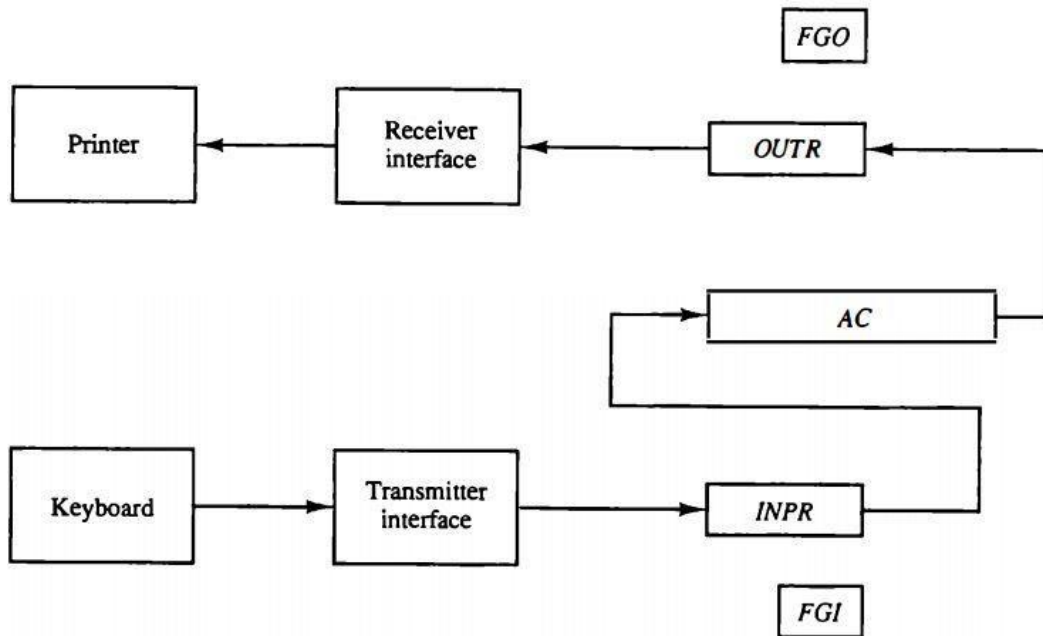 FGO
Printer
Receiver
interface
OUTR
AC
Keyboard
Transmitter
interface
INPR
FGI